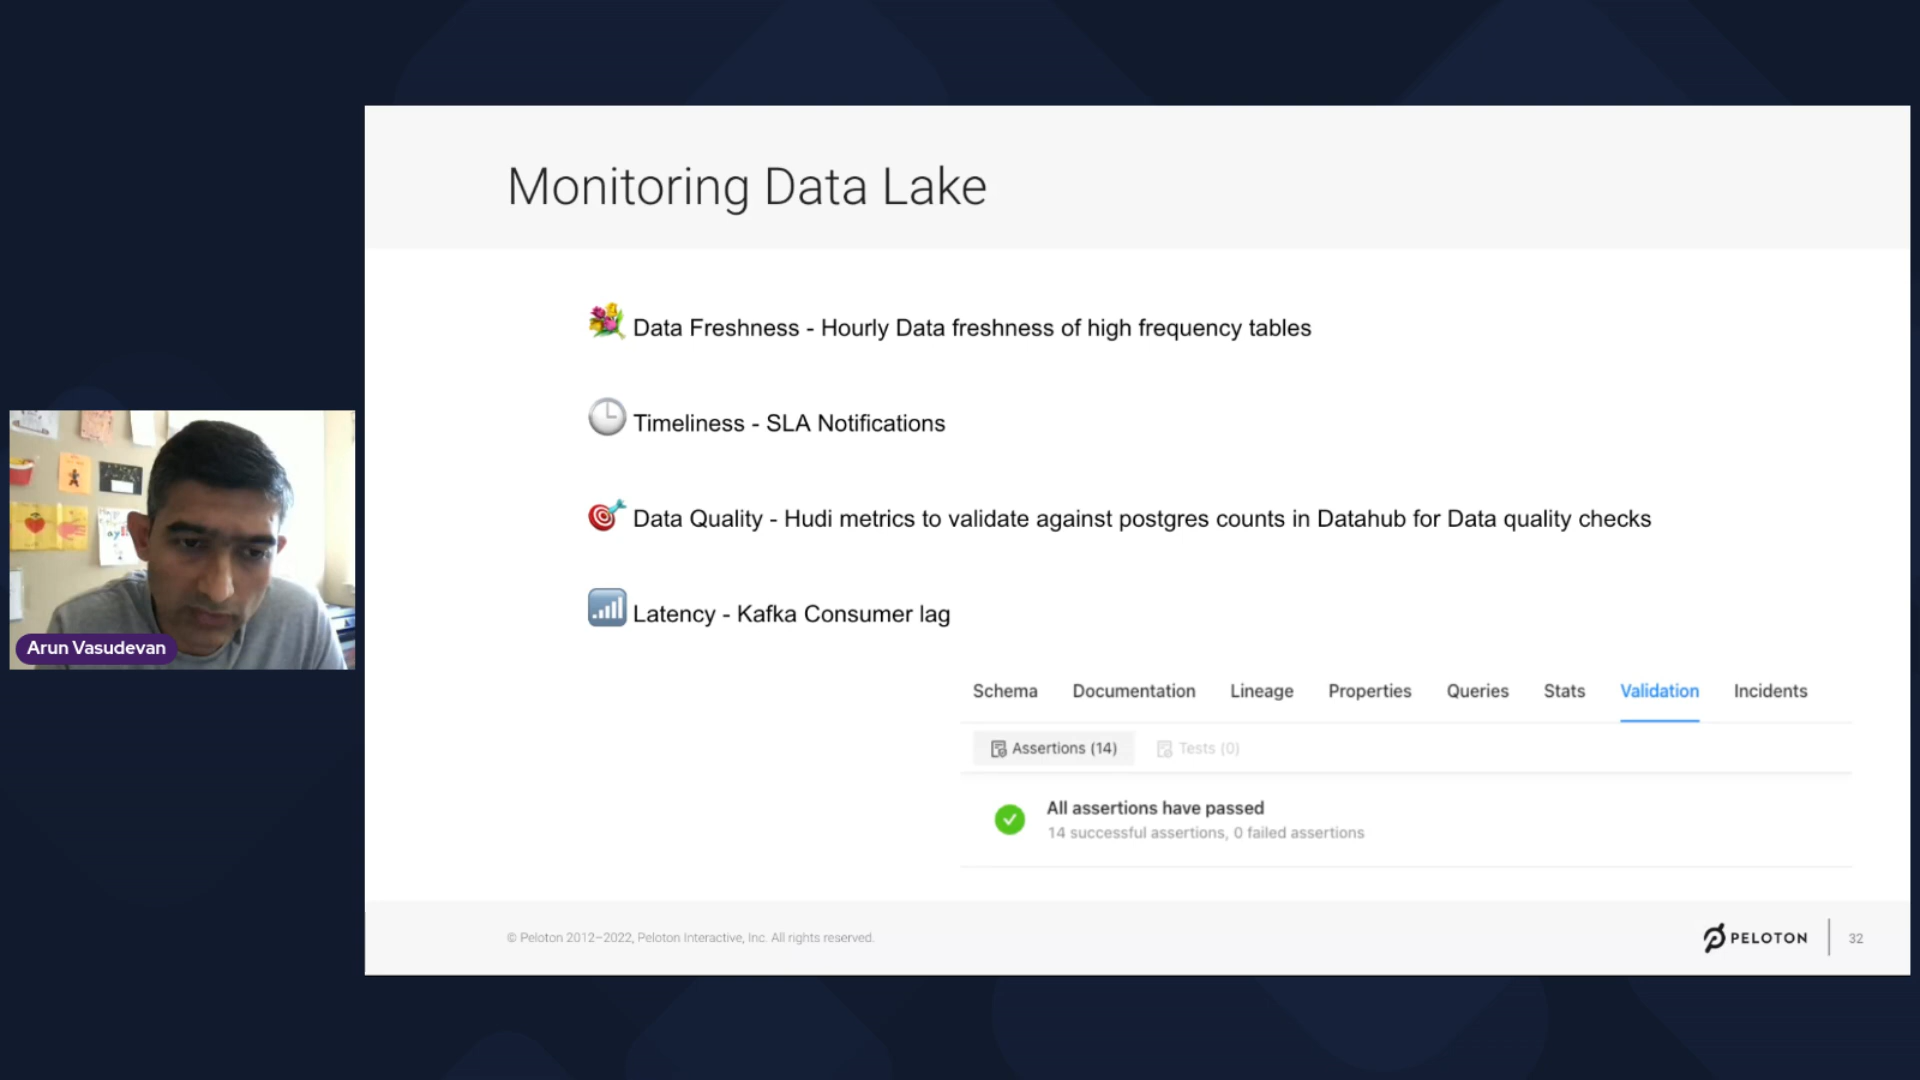 Monitoring Data Lake
Data Freshness - Hourly Data freshness of high frequency tables
Timeliness - SLA Notifications
Data Quality - Hudi metrics to validate against postgres counts in Datahub for Data quality checks
Latency - Kafka Consumer lag
Schema Documentation Lineage Properties Queries Stats Validation Incidents
Assertions (14) Tests (0)
All assertions have passed
14 successful assertions, 0 failed assertions
© Peloton 2012–2022, Peloton Interactive, Inc. All rights reserved.
PELOTON 32
Arun Vasudevan